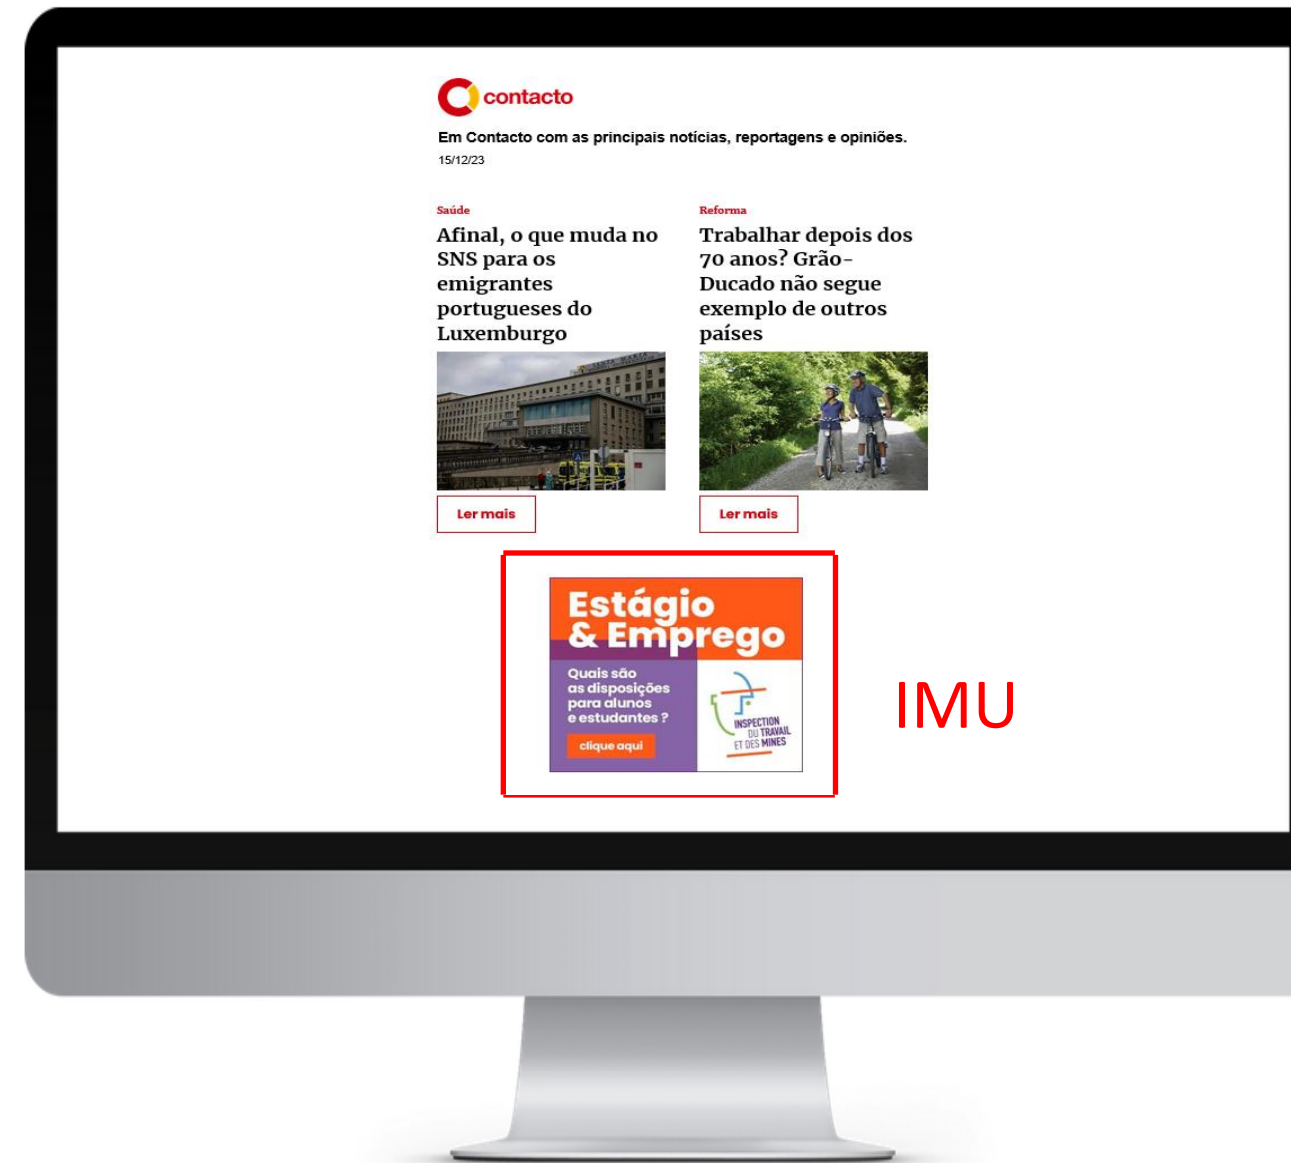 contacto
Em Contacto com as principais notícias, reportagens e opiniões.
15/12/23
Saúde
Afinal, o que muda no
SNS para os
emigrantes
portugueses do
Luxemburgo
Ler mais
Reforma
Trabalhar depois dos
70 anos? Grão-
Ducado não segue
exemplo de outros
países
Ler mais
Estágio
& Emprego
Quais são
as disposições
para alunos
e estudantes ?
clique aqui
INSPECTION
DU TRAVAIL
ET DES MINES
IMU